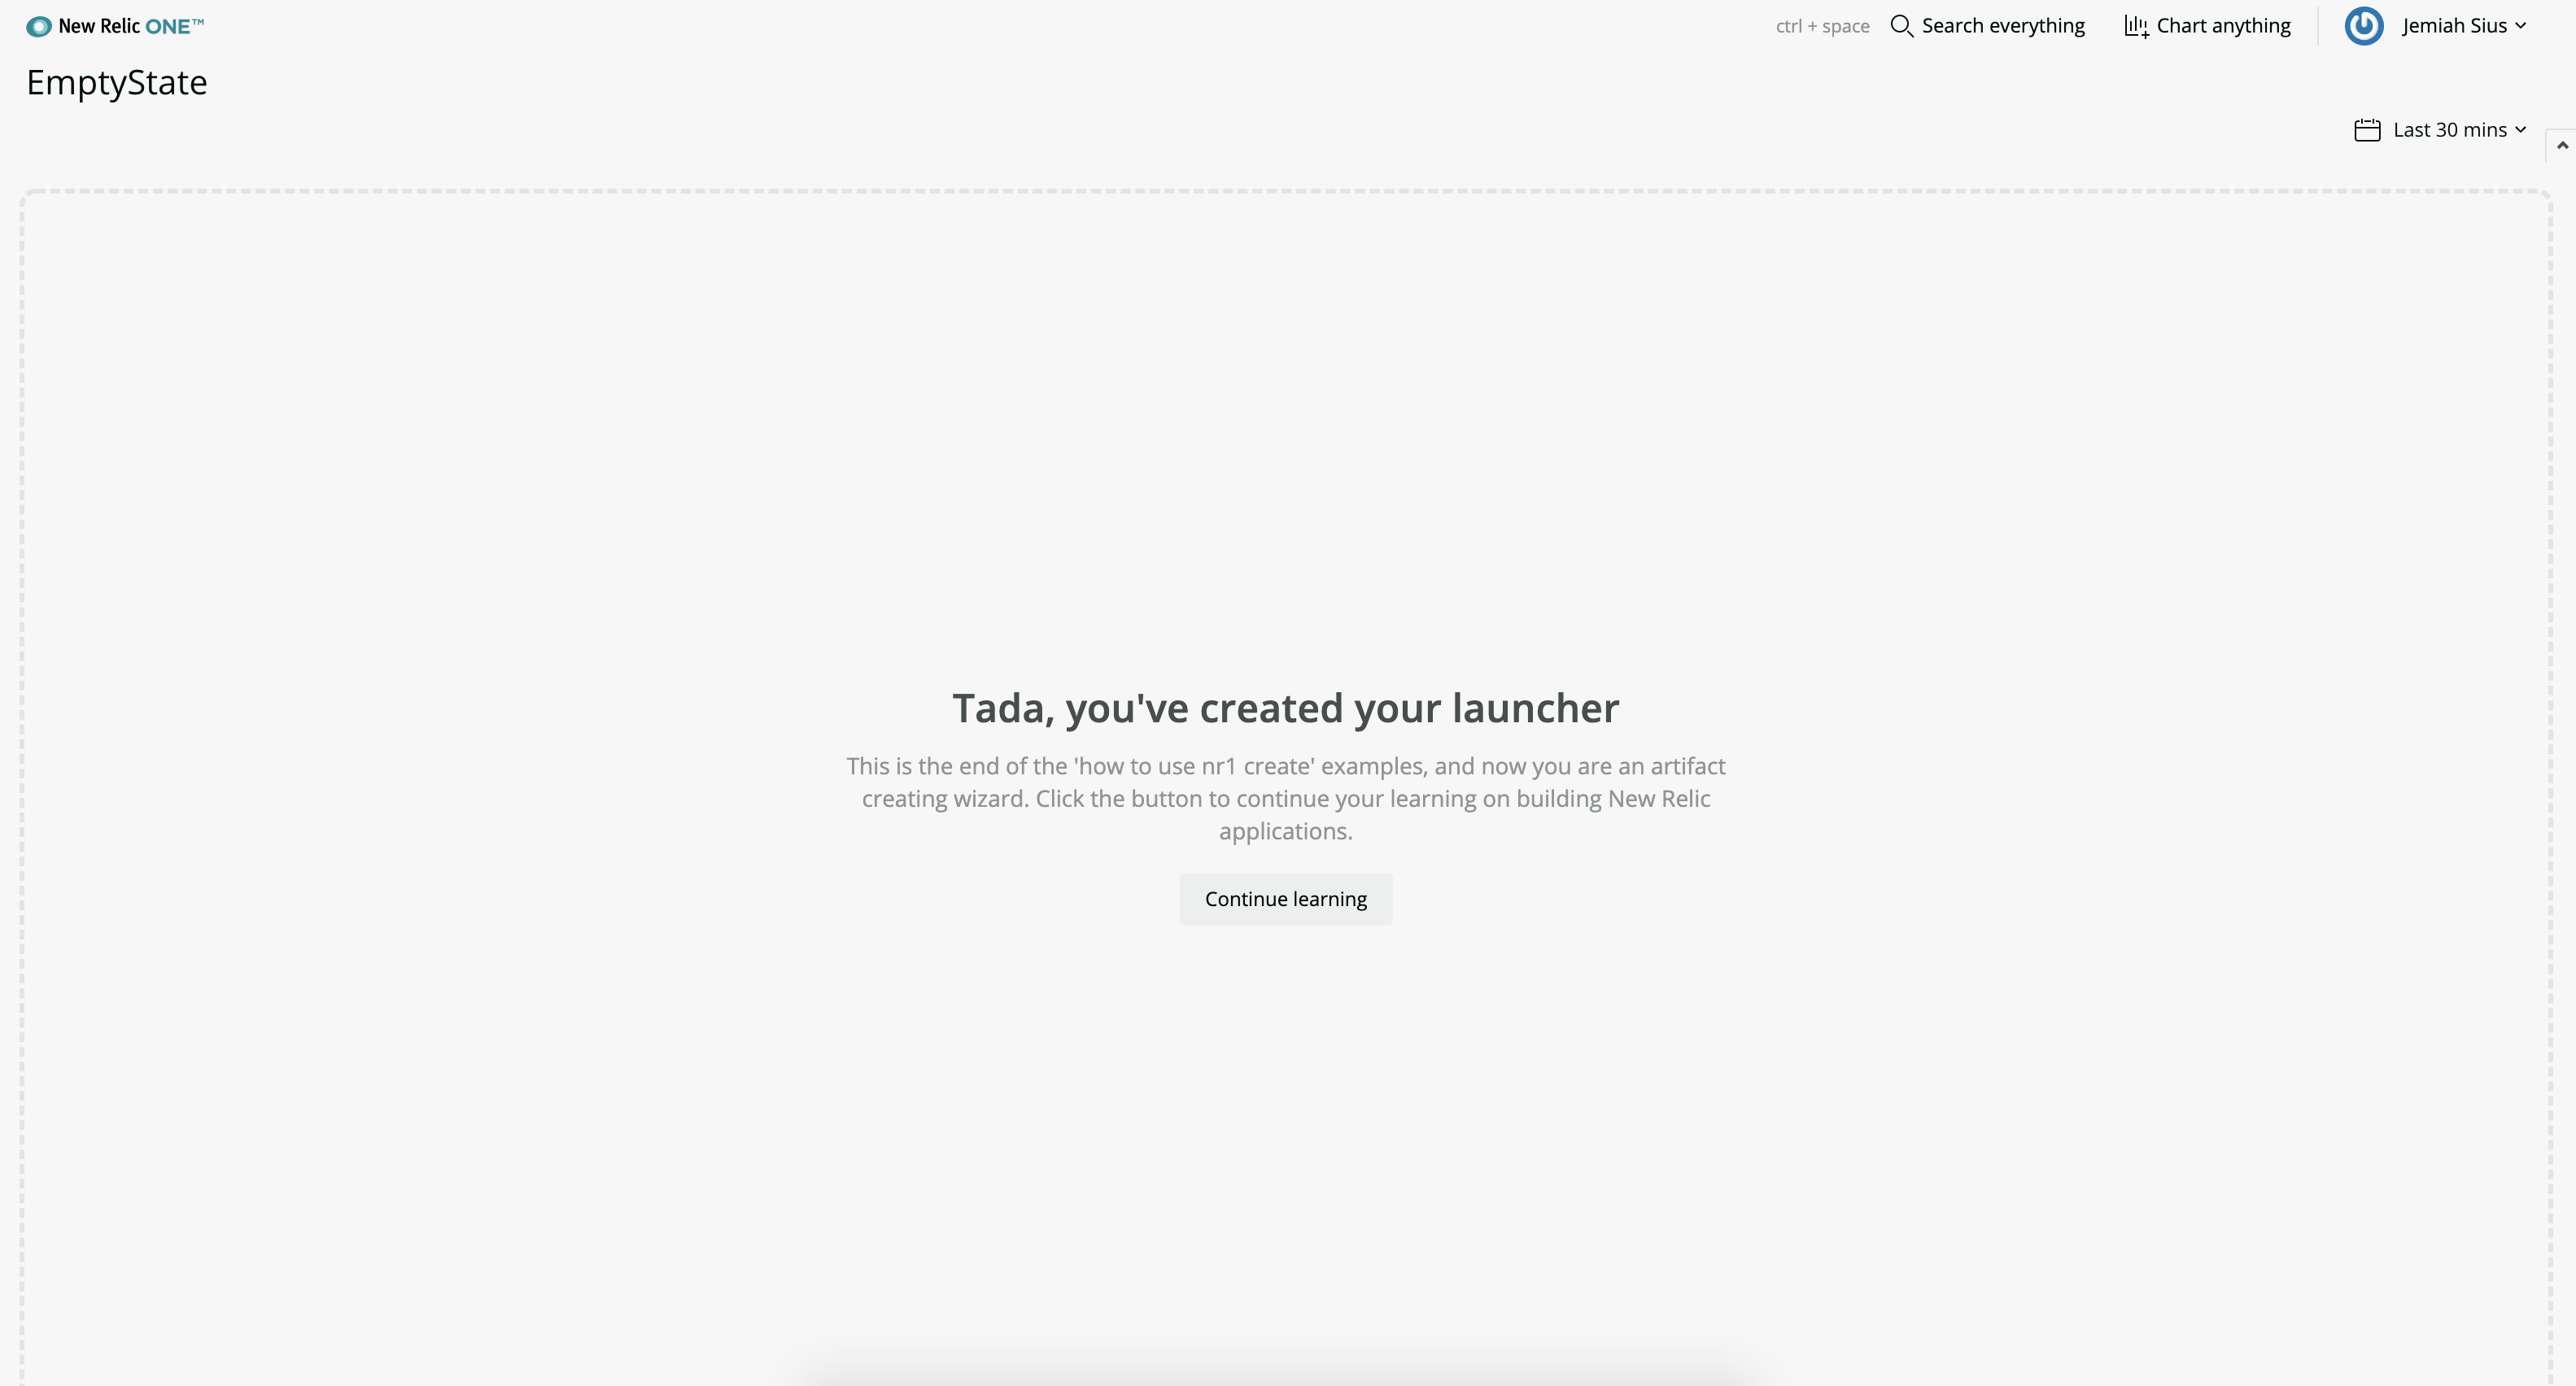 New Relic ONE™
ctrl + space
Search everything
Chart anything
Jemiah Sius
EmptyState
Last 30 mins
Tada, you've created your launcher
This is the end of the 'how to use nr1 create' examples, and now you are an artifact
creating wizard. Click the button to continue your learning on building New Relic
applications.
Continue learning